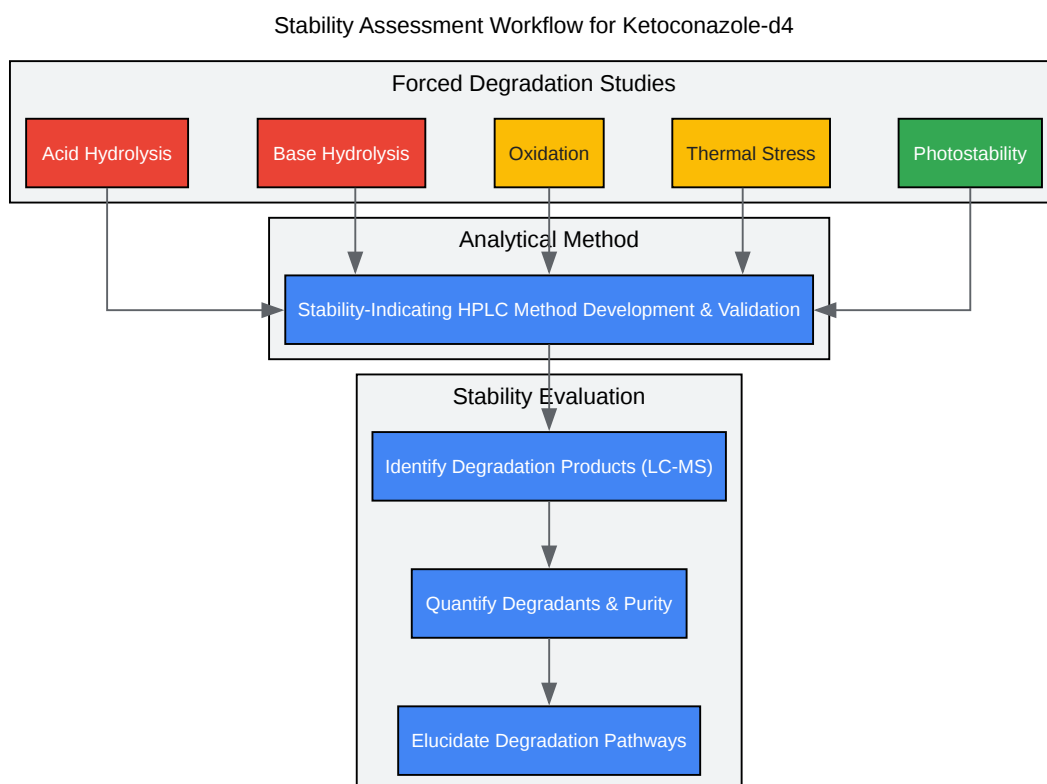 Stability Assessment Workflow for Ketoconazole-d4
Forced Degradation Studies
Acid Hydrolysis
Base Hydrolysis
Oxidation
Thermal Stress
Photostability
Analytical Method
Stability-Indicating HPLC Method Development & Validation
Stability Evaluation
Identify Degradation Products (LC-MS)
Quantify Degradants & Purity
Elucidate Degradation Pathways